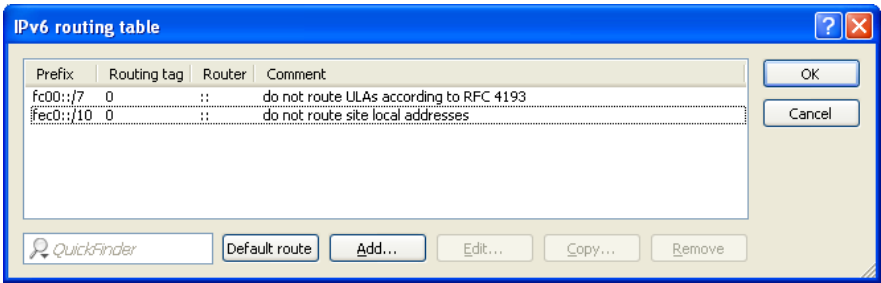 IPv6 routing table
Prefix Routing tag Router Comment
fc00::/7 0 :: do not route ULAs according to RFC 4193
fec0::/10 0 :: do not route site local addresses
OK
Cancel
QuickFinder Default route Add... Edit... Copy... Remove